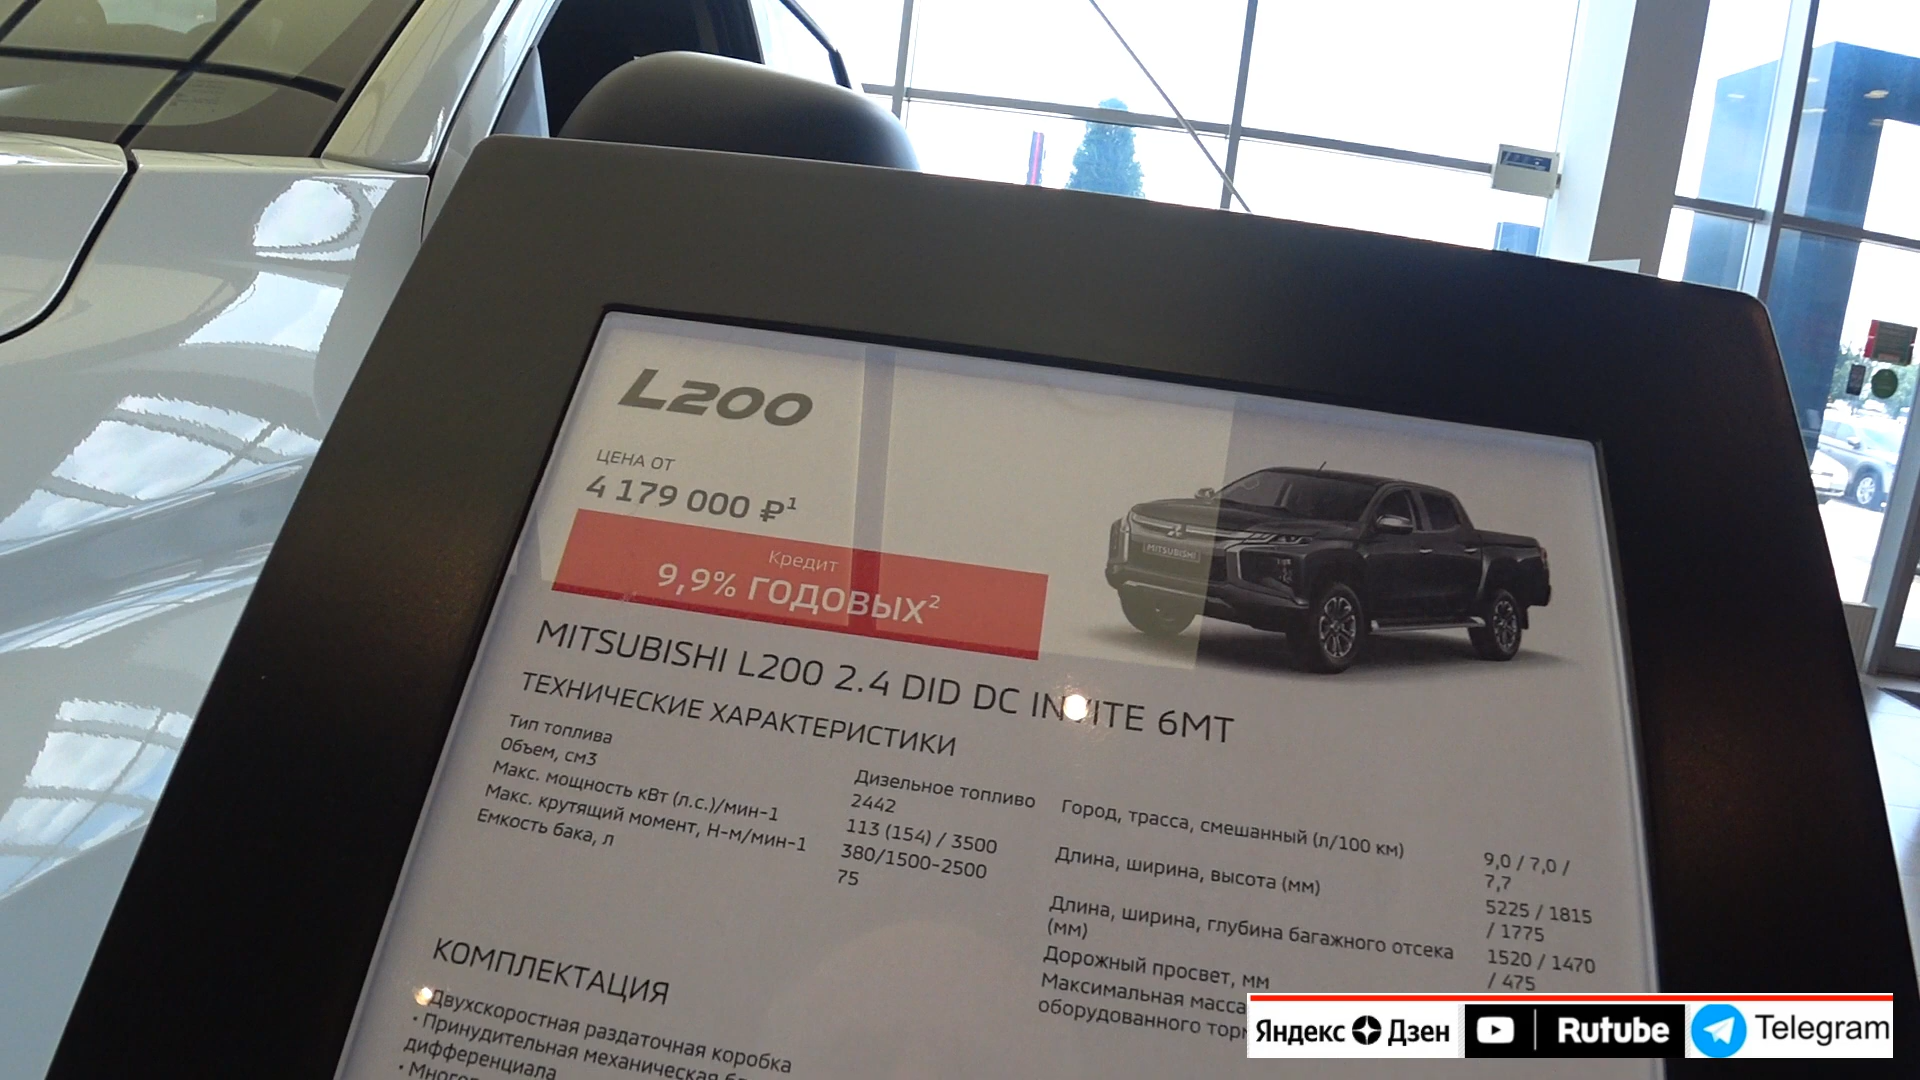 L200
ЦЕНА ОТ
4 179 000 ₽¹
Кредит
9,9% ГОДОВЫХ²
MITSUBISHI
MITSUBISHI L200 2.4 DID DC INVITE 6MT
ТЕХНИЧЕСКИЕ ХАРАКТЕРИСТИКИ
Тип топлива
Объем, см3
Макс. мощность кВт (л.с.)/мин-1
Макс. крутящий момент, Н-м/мин-1
Емкость бака, л
Дизельное топливо
2442
113 (154) / 3500
380/1500-2500
75
Город, трасса, смешанный (л/100 км)
Длина, ширина, высота (мм)
Длина, ширина, глубина багажного отсека
(мм)
Дорожный просвет, мм
Максимальная масса
оборудованного
9,0 / 7,0 /
7,7
5225 / 1815
/ 1775
1520 / 1470
/ 475
КОМПЛЕКТАЦИЯ
• Двухскоростная раздаточная коробка
• Принудительная механическая
дифференциала
Яндекс Дзен
Rutube
Telegram